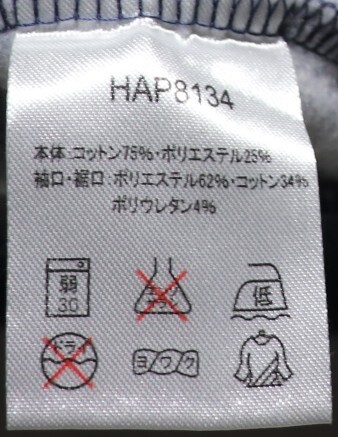 HAP8134
本体:コットン75%・ポリエステル25%
袖口・裾口:ポリエステル62%・コットン34%
ポリウレタン4%
弱
30
低
ドライ
ヨワク